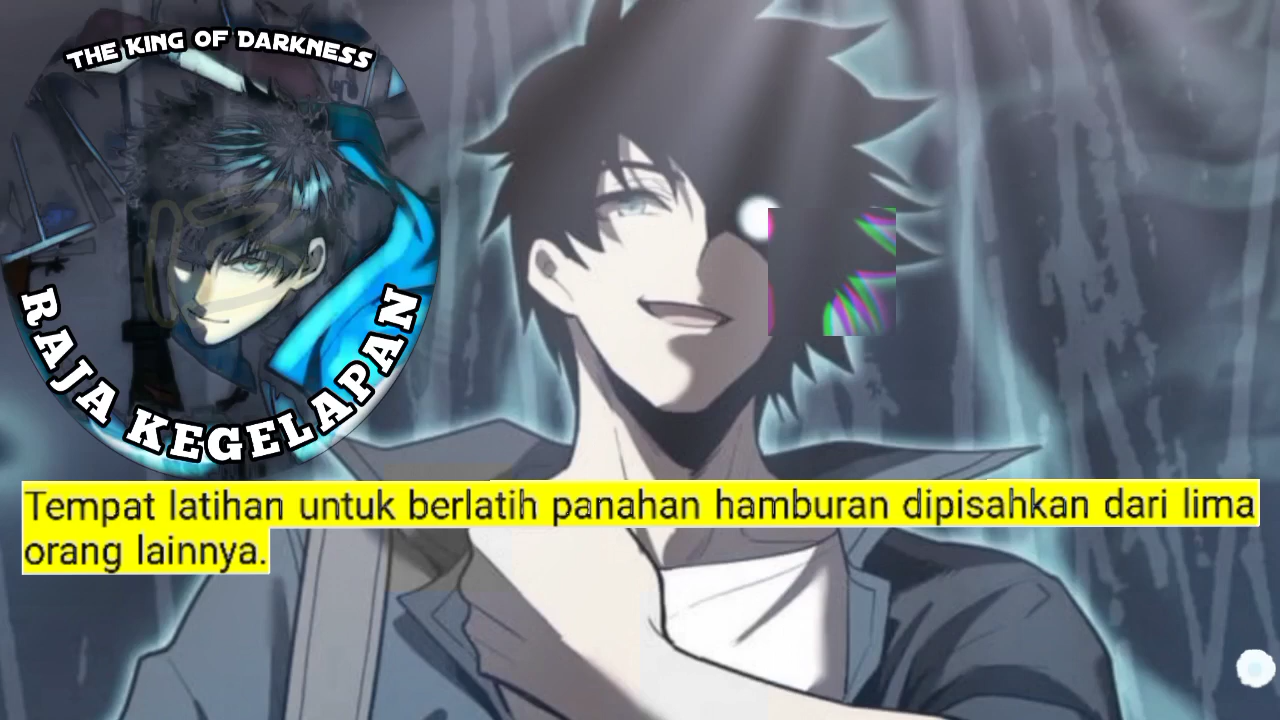 THE KING OF DARKNESS
RAJA KEGELAPAN
Tempat latihan untuk berlatih panahan hamburan dipisahkan dari lima
orang lainnya.